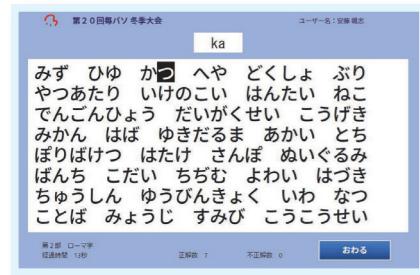 第20回毎パソ 冬季大会
ユーザー名:安藤 颯志
ka
みず ひゆ かつ へや どくしょ ぶり
やつあたり いけのこい はんたい ねこ
でんごんひょう だいがくせい こうげき
みかん はば ゆきだるま あかい とち
ぽりばけつ はたけ さんぽ ぬいぐるみ
ばんち こだい ちぢむ よわい はづき
ちゅうしん ゆうびんきょく いわ なつ
ことば みょうじ すみび こうこうせい
第2部 ローマ字
経過時間 13秒
正解数 7
不正解数 0
おわる